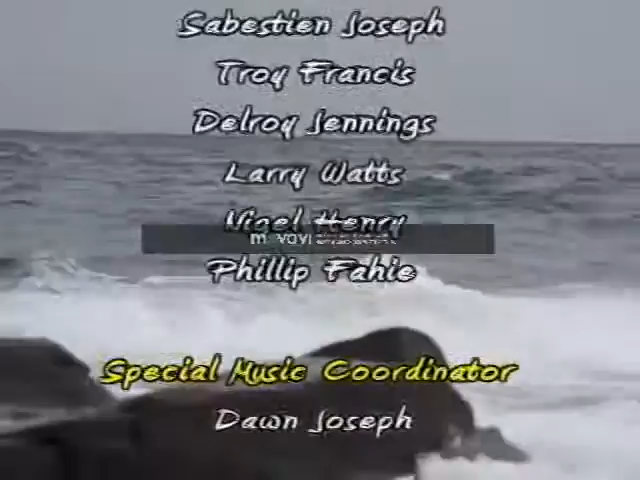 Sabestien Joseph
Troy Francis
Delroy Jennings
Larry Watts
Nigel Henry
Phillip Fahie
Special Music Coordinator
Dawn Joseph